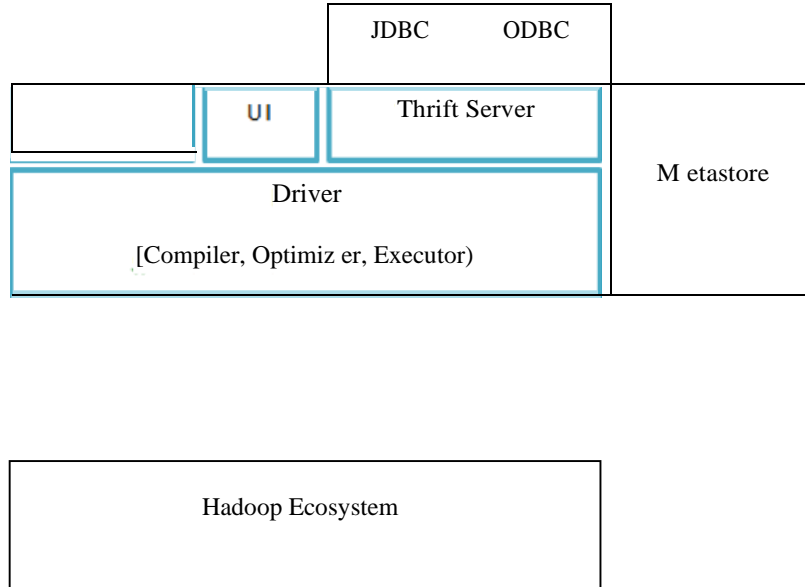 JDBC ODBC
UI Thrift Server
M etastore
Driver
[Compiler, Optimiz er, Executor)
Hadoop Ecosystem